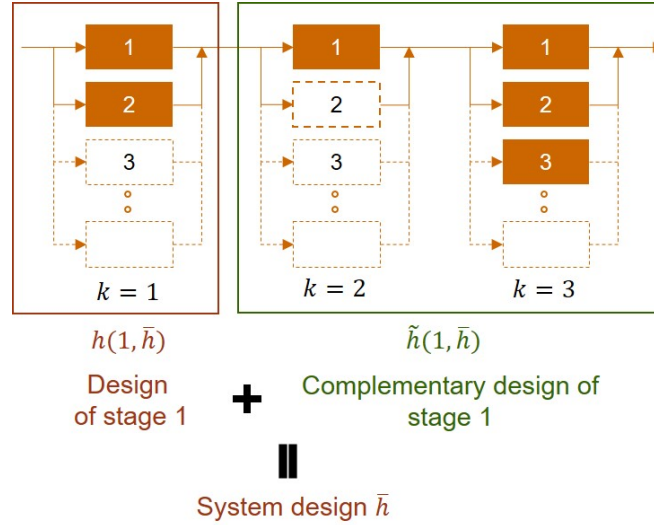 1 1 1
2 2 2
3 3 3
k = 1 k = 2 k = 3
h(1, h̄) h̃(1, h̄)
Design of stage 1 + Complementary design of stage 1
=
System design h̄